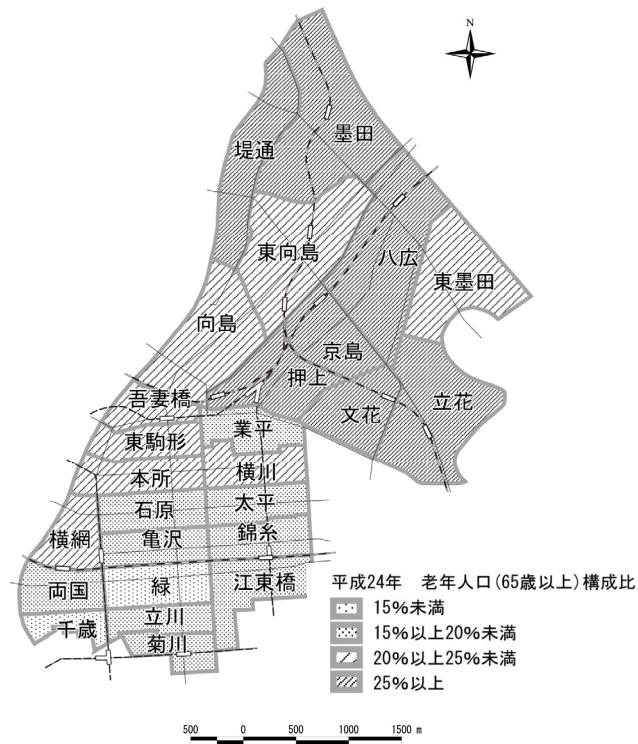 N
墨田
堤通
東向島
八広
東墨田
向島
京島
押上
立花
吾妻橋
文花
業平
東駒形
本所
横川
石原
太平
横網
亀沢
錦糸
両国
緑
江東橋
千歳
立川
菊川
平成24年 老年人口(65歳以上)構成比
15%未満
15%以上20%未満
20%以上25%未満
25%以上
500 0 500 1000 1500 m